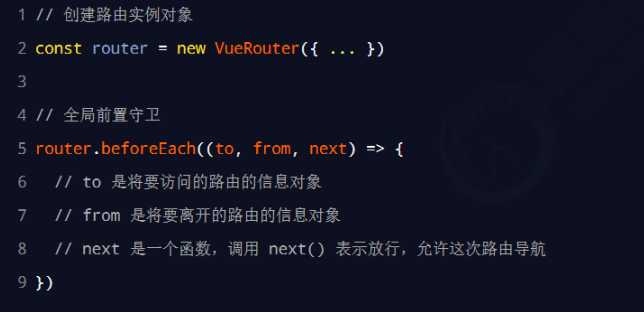 1 // 创建路由实例对象
2 const router = new VueRouter({ ... })
3
4 // 全局前置守卫
5 router.beforeEach((to, from, next) => {
6 // to 是将要访问的路由的信息对象
7 // from 是将要离开的路由的信息对象
8 // next 是一个函数，调用 next() 表示放行，允许这次路由导航
9 })